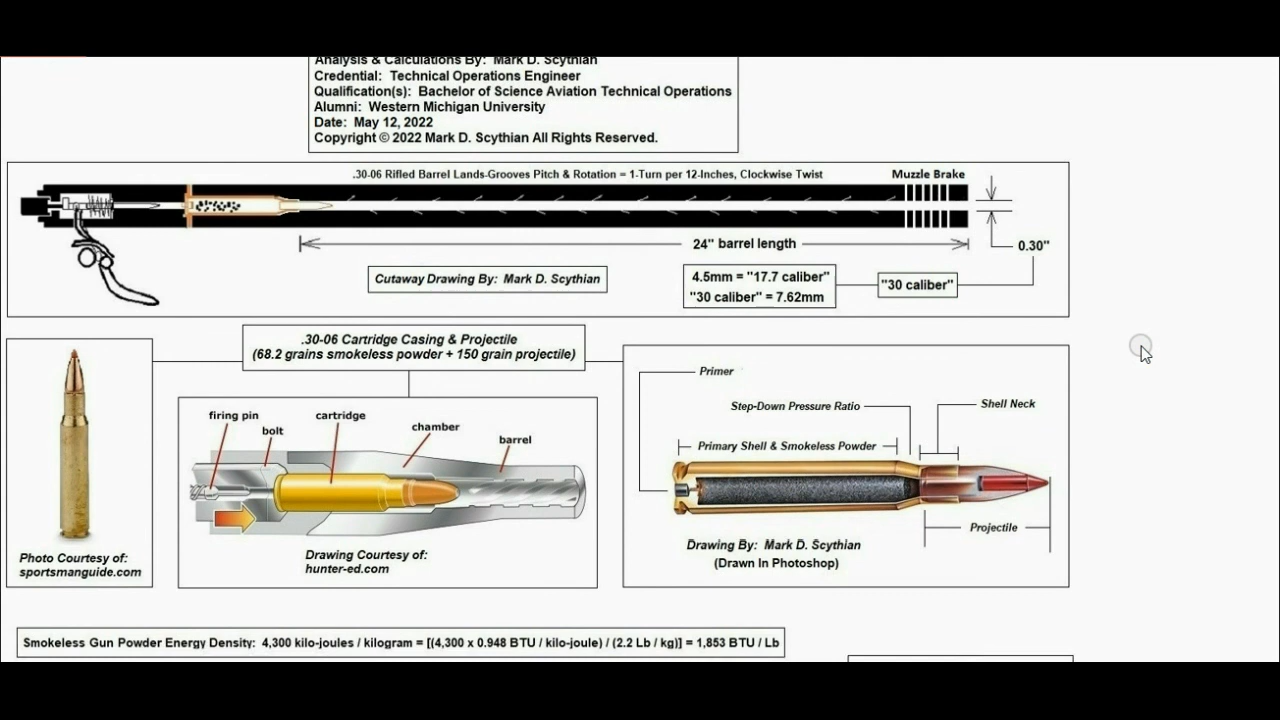 Analysis & Calculations By: Mark D. Scythian
Credential: Technical Operations Engineer
Qualification(s): Bachelor of Science Aviation Technical Operations
Alumni: Western Michigan University
Date: May 12, 2022
Copyright © 2022 Mark D. Scythian All Rights Reserved.
.30-06 Rifled Barrel Lands-Grooves Pitch & Rotation = 1-Turn per 12-Inches, Clockwise Twist
Muzzle Brake
24" barrel length
0.30"
Cutaway Drawing By: Mark D. Scythian
4.5mm = "17.7 caliber"
"30 caliber" = 7.62mm
"30 caliber"
.30-06 Cartridge Casing & Projectile
(68.2 grains smokeless powder + 150 grain projectile)
Photo Courtesy of:
sportsmanguide.com
firing pin
bolt
cartridge
chamber
barrel
Drawing Courtesy of:
hunter-ed.com
Primer
Step-Down Pressure Ratio
Shell Neck
Primary Shell & Smokeless Powder
Projectile
Drawing By: Mark D. Scythian
(Drawn In Photoshop)
Smokeless Gun Powder Energy Density: 4,300 kilo-joules / kilogram = [(4,300 x 0.948 BTU / kilo-joule) / (2.2 Lb / kg)] = 1,853 BTU / Lb